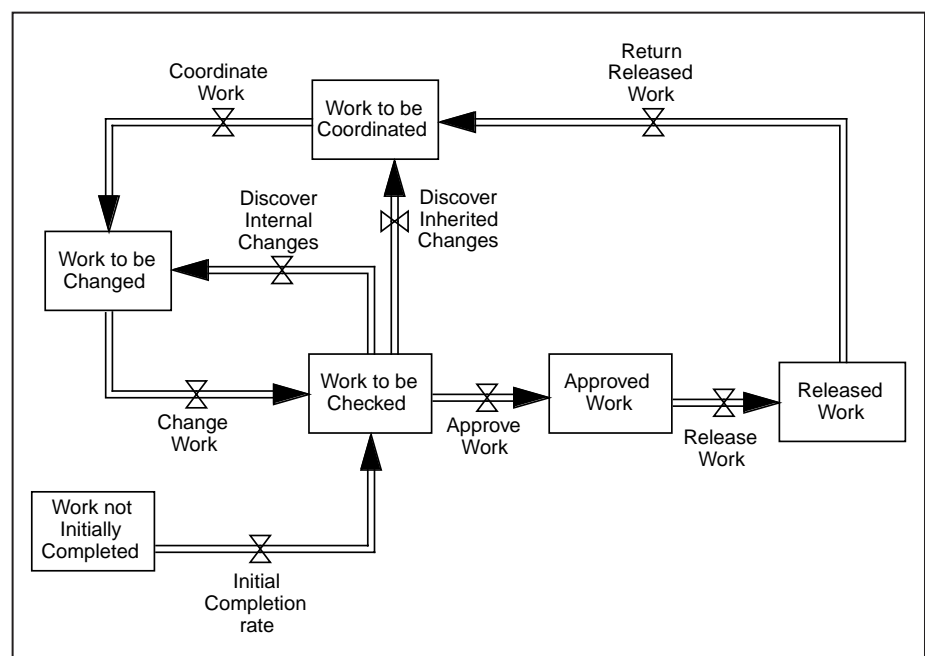 Coordinate
Work
Work to be
Coordinated
Return
Released
Work
Discover
Internal
Changes
Discover
Inherited
Changes
Work to be
Changed
Change
Work
Work to be
Checked
Approve
Work
Approved
Work
Release
Work
Released
Work
Work not
Initially
Completed
Initial
Completion
rate